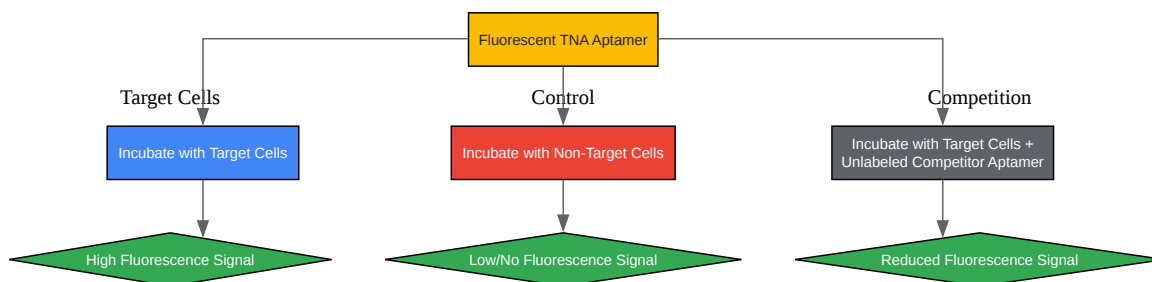 Fluorescent TNA Aptamer
Target Cells
Control
Competition
Incubate with Target Cells
Incubate with Non-Target Cells
Incubate with Target Cells +
Unlabeled Competitor Aptamer
High Fluorescence Signal
Low/No Fluorescence Signal
Reduced Fluorescence Signal